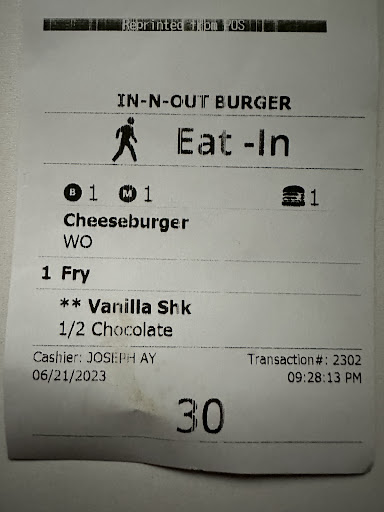 Reprinted from POS
IN-N-OUT BURGER
Eat -In
B 1 M 1 1
Cheeseburger
WO
1 Fry
** Vanilla Shk
1/2 Chocolate
Cashier: JOSEPH AY Transaction#: 2302
06/21/2023 09:28:13 PM
30